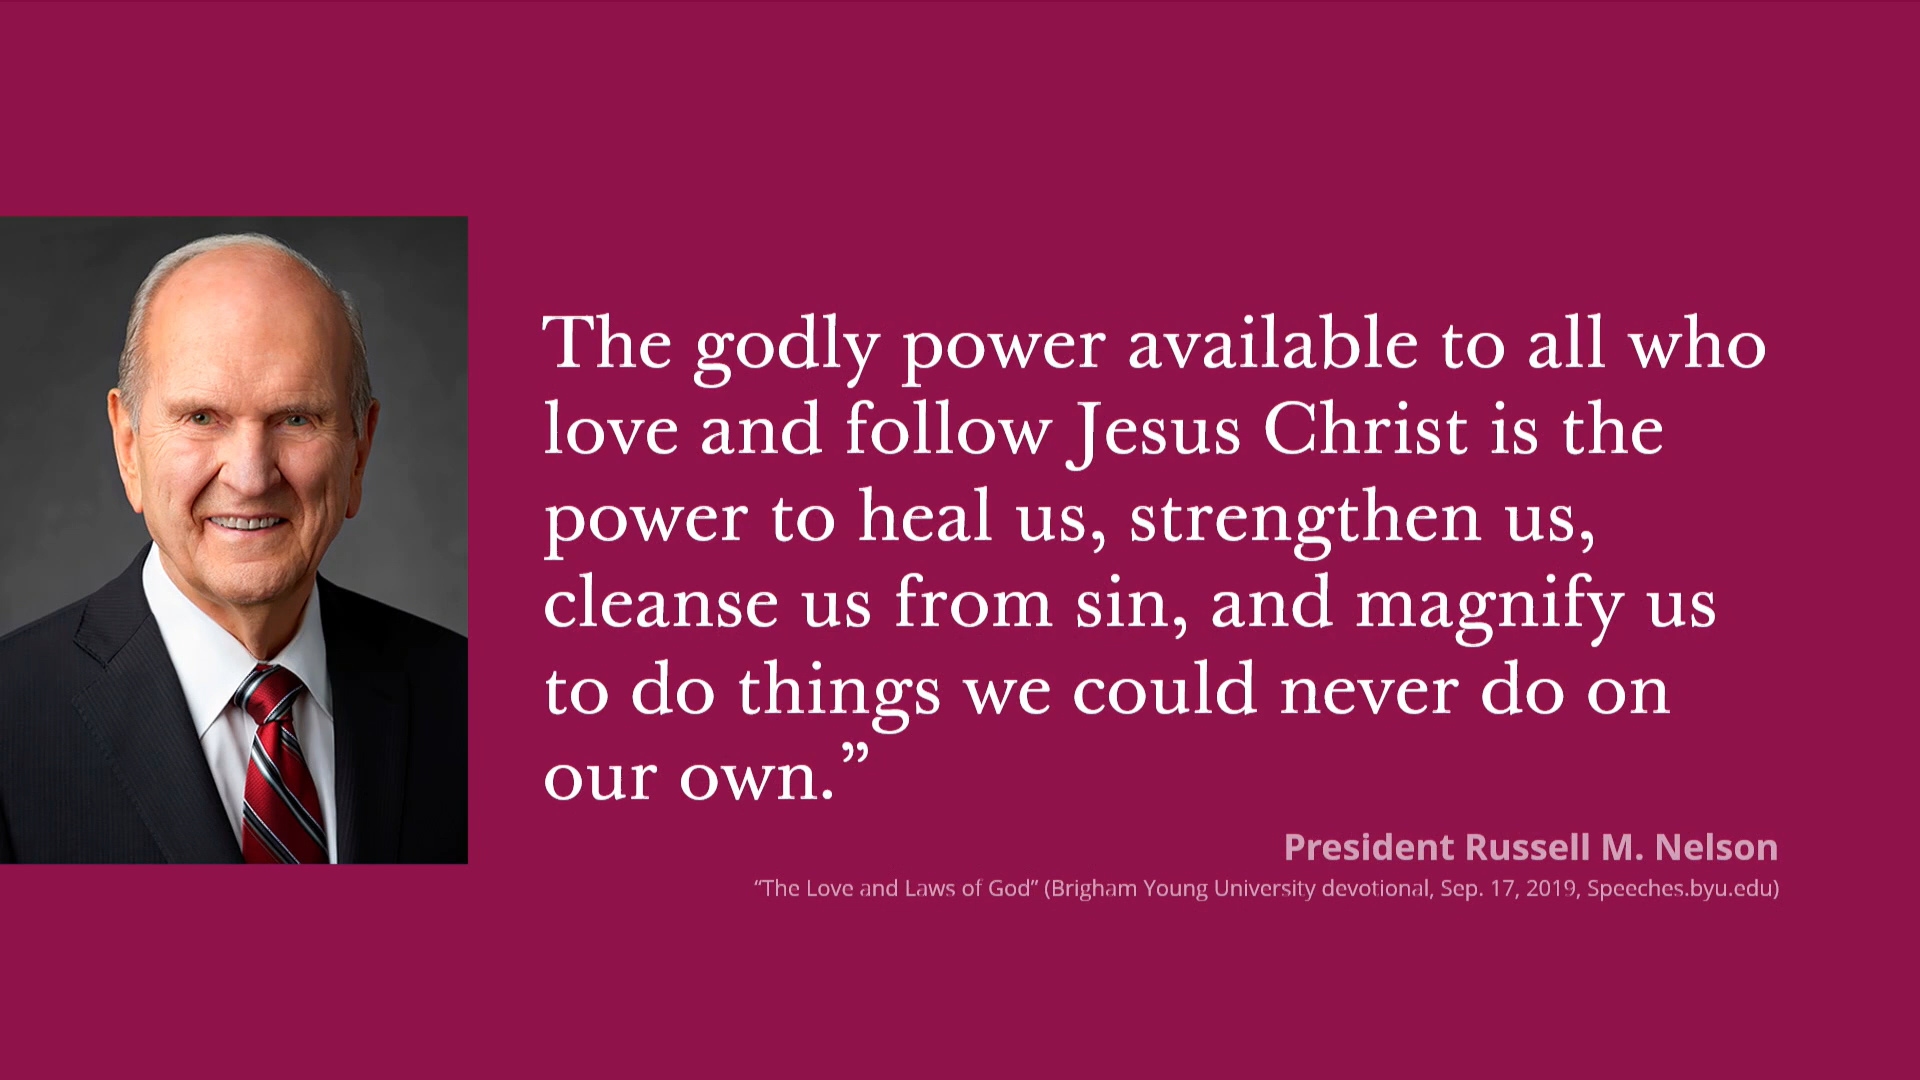 The godly power available to all who
love and follow Jesus Christ is the
power to heal us, strengthen us,
cleanse us from sin, and magnify us
to do things we could never do on
our own.”
President Russell M. Nelson
“The Love and Laws of God” (Brigham Young University devotional, Sep. 17, 2019, Speeches.byu.edu)